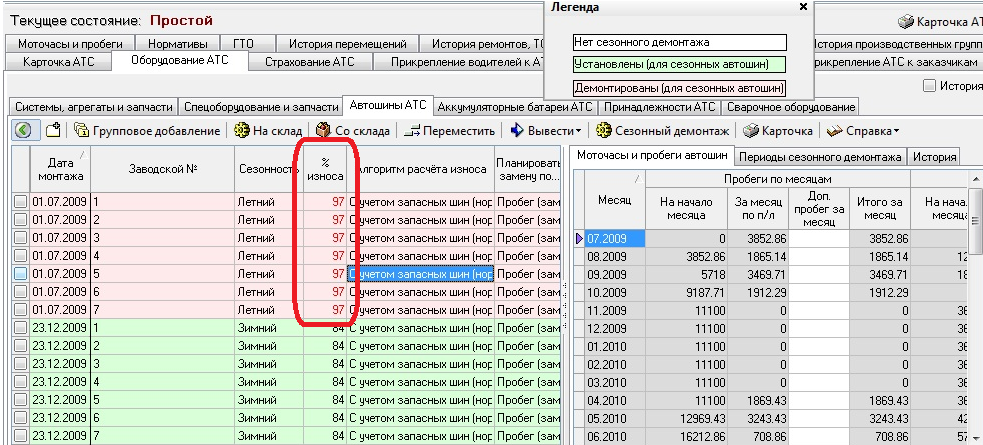 Легенда
Текущее состояние: Простой
Карточка АТ
Нет сезонного демонтажа
Установлены (для сезонных автошин)
Демонтированы (для сезонных автошин)
Моточасы и пробеги Нормативы ГТО История перемещений История ремонтов, ТО История производственных групп
Карточка АТС Оборудование АТС Страхование АТС Прикрепление водителей к АТ рикрепление АТС к заказчикам
История
Системы, агрегаты и запчасти Спецоборудование и запчасти Автошины АТС Аккумуляторные батареи АТС Принадлежности АТС Сварочное оборудование
Групповое добавление На склад Со склада Переместить Вывести Сезонный демонтаж Карточка Справка
Дата монтажа Заводской № Сезонность % износа Алгоритм расчёта износа Планировать замену по...
01.07.2009 1 Летний 97 С учетом запасных шин (нор Пробег (зам
01.07.2009 2 Летний 97 С учетом запасных шин (нор Пробег (зам
01.07.2009 3 Летний 97 С учетом запасных шин (нор Пробег (зам
01.07.2009 4 Летний 97 С учетом запасных шин (нор Пробег (зам
01.07.2009 5 Летний 97 С учетом запасных шин (нор Пробег (зам
01.07.2009 6 Летний 97 С учетом запасных шин (нор Пробег (зам
01.07.2009 7 Летний 97 С учетом запасных шин (нор Пробег (зам
23.12.2009 1 Зимний 84 С учетом запасных шин (нор Пробег (зам
23.12.2009 2 Зимний 84 С учетом запасных шин (нор Пробег (зам
23.12.2009 3 Зимний 84 С учетом запасных шин (нор Пробег (зам
23.12.2009 4 Зимний 84 С учетом запасных шин (нор Пробег (зам
23.12.2009 5 Зимний 84 С учетом запасных шин (нор Пробег (зам
23.12.2009 6 Зимний 84 С учетом запасных шин (нор Пробег (зам
23.12.2009 7 Зимний 84 С учетом запасных шин (нор Пробег (зам
Моточасы и пробеги автошин Периоды сезонного демонтажа История
Пробеги по месяцам
Месяц На начало месяца За месяц по п/л Доп. пробег за месяц Итого за месяц На нача месяц
07.2009 0 3852.86 3852.86
08.2009 3852.86 1865.14 1865.14 12
09.2009 5718 3469.71 3469.71 18
10.2009 9187.71 1912.29 1912.29
11.2009 11100 0 0 36
12.2009 11100 0 0 36
01.2010 11100 0 0 36
02.2010 11100 0 0 36
03.2010 11100 0 0 36
04.2010 11100 1869.43 1869.43 36
05.2010 12969.43 3243.43 3243.43 42
06.2010 16212.86 708.86 708.86 57